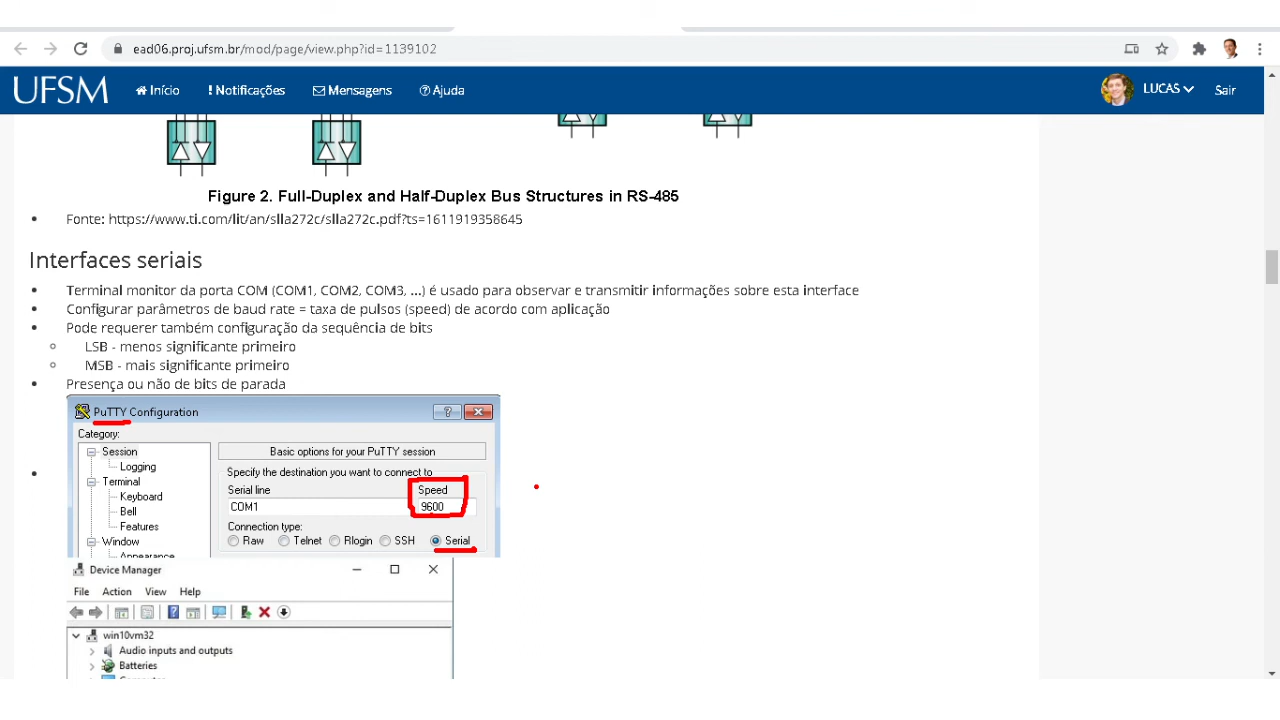 ead06.proj.ufsm.br/mod/page/view.php?id=1139102
UFSM Início Notificações Mensagens Ajuda LUCAS Sair
Figure 2. Full-Duplex and Half-Duplex Bus Structures in RS-485
Fonte: https://www.ti.com/lit/an/slla272c/slla272c.pdf?ts=1611919358645
Interfaces seriais
Terminal monitor da porta COM (COM1, COM2, COM3, ...) é usado para observar e transmitir informações sobre esta interface
Configurar parâmetros de baud rate = taxa de pulsos (speed) de acordo com aplicação
Pode requerer também configuração da sequência de bits
LSB - menos significante primeiro
MSB - mais significante primeiro
Presença ou não de bits de parada
PuTTY Configuration
Category:
Session
Logging
Terminal
Keyboard
Bell
Features
Window
Appearance
Basic options for your PuTTY session
Specify the destination you want to connect to
Serial line Speed
COM1 9600
Connection type:
Raw Telnet Rlogin SSH Serial
Device Manager
File Action View Help
win10vm32
Audio inputs and outputs
Batteries